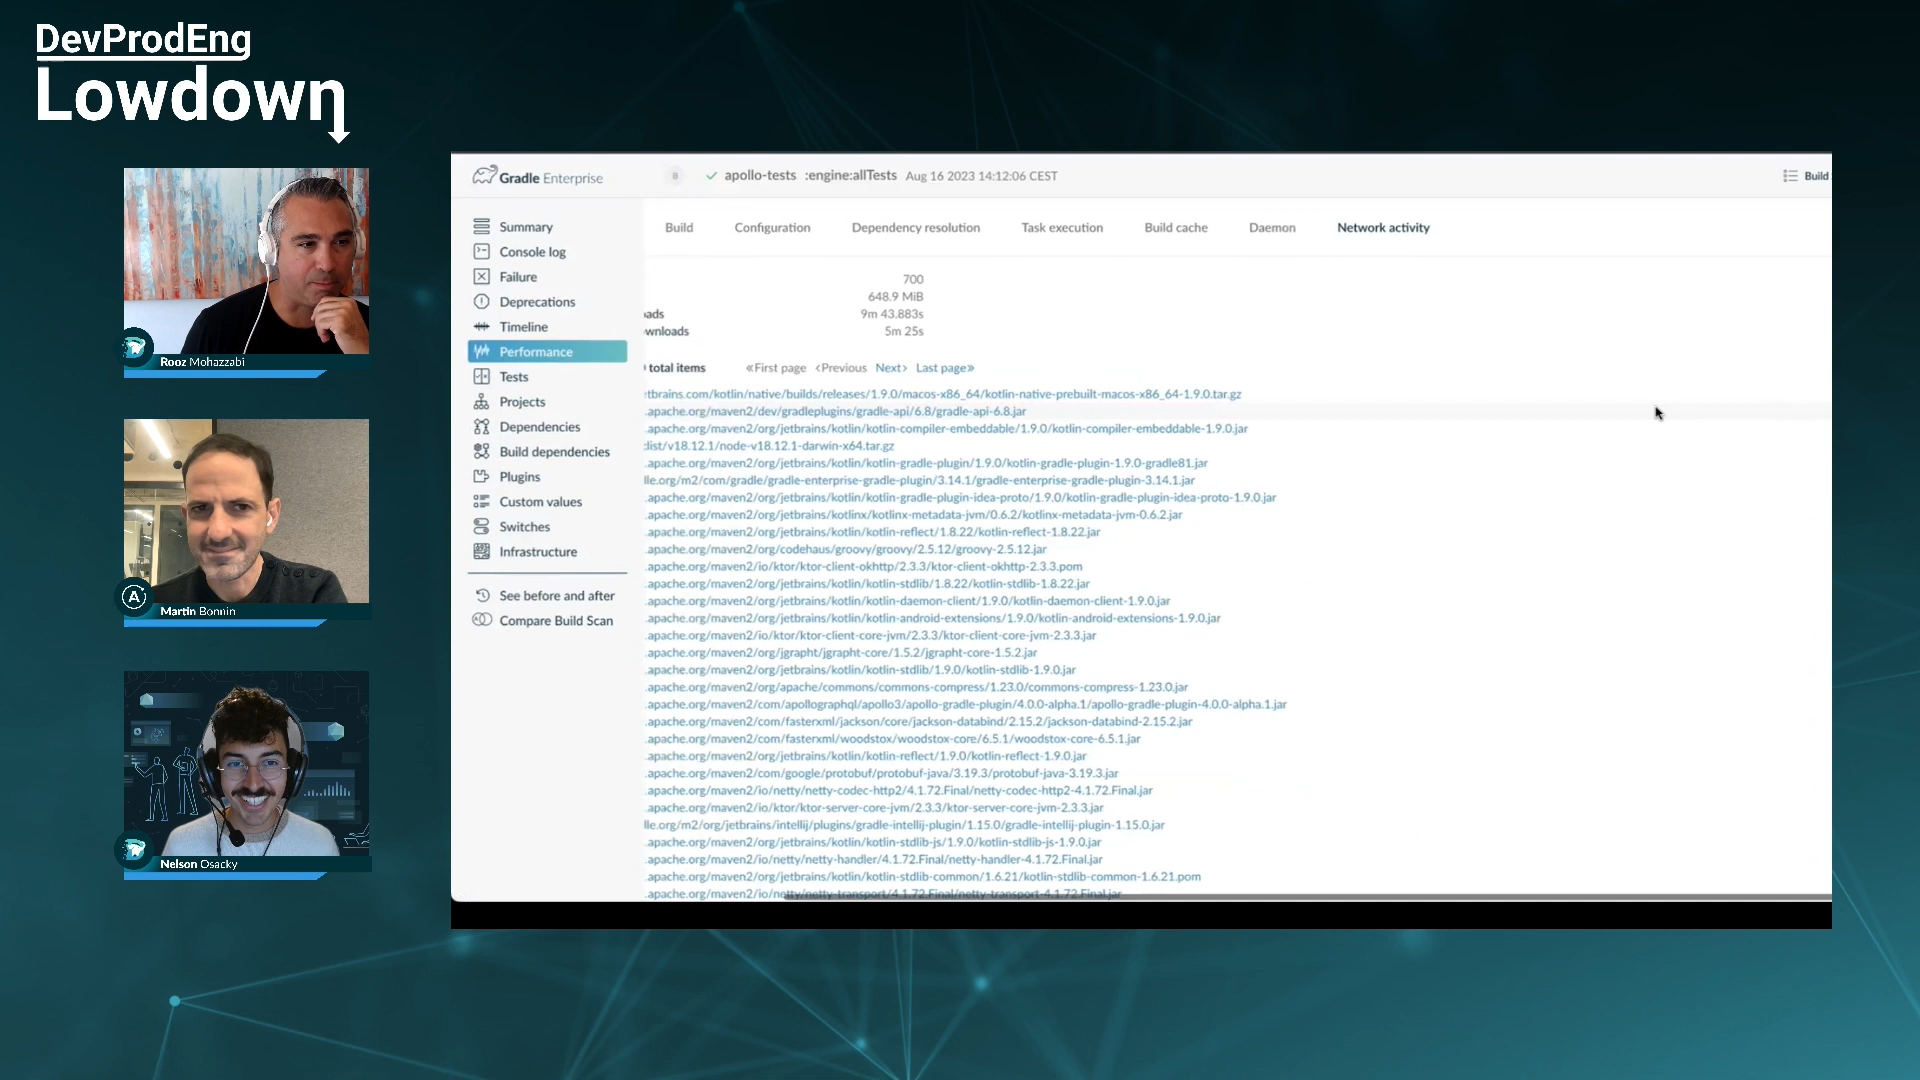 DevProdEng
Lowdown
Rooz Mohazzabi
Martin Bonnin
Nelson Osacky
Gradle Enterprise
apollo-tests :engine:allTests Aug 16 2023 14:12:06 CEST
Build
Summary
Console log
Failure
Deprecations
Timeline
Performance
Tests
Projects
Dependencies
Build dependencies
Plugins
Custom values
Switches
Infrastructure
See before and after
Compare Build Scan
Build Configuration Dependency resolution Task execution Build cache Daemon Network activity
700
648.9 MiB
ads 9m 43.883s
wnloads 5m 25s
total items «First page ‹Previous Next› Last page»
tbrains.com/kotlin/native/builds/releases/1.9.0/macos-x86_64/kotlin-native-prebuilt-macos-x86_64-1.9.0.tar.gz
.apache.org/maven2/dev/gradleplugins/gradle-api/6.8/gradle-api-6.8.jar
.apache.org/maven2/org/jetbrains/kotlin/kotlin-compiler-embeddable/1.9.0/kotlin-compiler-embeddable-1.9.0.jar
dist/v18.12.1/node-v18.12.1-darwin-x64.tar.gz
.apache.org/maven2/org/jetbrains/kotlin/kotlin-gradle-plugin/1.9.0/kotlin-gradle-plugin-1.9.0-gradle81.jar
lle.org/m2/com/gradle/gradle-enterprise-gradle-plugin/3.14.1/gradle-enterprise-gradle-plugin-3.14.1.jar
.apache.org/maven2/org/jetbrains/kotlin/kotlin-gradle-plugin-idea-proto/1.9.0/kotlin-gradle-plugin-idea-proto-1.9.0.jar
.apache.org/maven2/org/jetbrains/kotlinx/kotlinx-metadata-jvm/0.6.2/kotlinx-metadata-jvm-0.6.2.jar
.apache.org/maven2/org/jetbrains/kotlin/kotlin-reflect/1.8.22/kotlin-reflect-1.8.22.jar
.apache.org/maven2/org/codehaus/groovy/groovy/2.5.12/groovy-2.5.12.jar
.apache.org/maven2/io/ktor/ktor-client-okhttp/2.3.3/ktor-client-okhttp-2.3.3.pom
.apache.org/maven2/org/jetbrains/kotlin/kotlin-stdlib/1.8.22/kotlin-stdlib-1.8.22.jar
.apache.org/maven2/org/jetbrains/kotlin/kotlin-daemon-client/1.9.0/kotlin-daemon-client-1.9.0.jar
.apache.org/maven2/org/jetbrains/kotlin/kotlin-android-extensions/1.9.0/kotlin-android-extensions-1.9.0.jar
.apache.org/maven2/io/ktor/ktor-client-core-jvm/2.3.3/ktor-client-core-jvm-2.3.3.jar
.apache.org/maven2/org/jgrapht/jgrapht-core/1.5.2/jgrapht-core-1.5.2.jar
.apache.org/maven2/org/jetbrains/kotlin/kotlin-stdlib/1.9.0/kotlin-stdlib-1.9.0.jar
.apache.org/maven2/org/apache/commons/commons-compress/1.23.0/commons-compress-1.23.0.jar
.apache.org/maven2/com/apollographql/apollo3/apollo-gradle-plugin/4.0.0-alpha.1/apollo-gradle-plugin-4.0.0-alpha.1.jar
.apache.org/maven2/com/fasterxml/jackson/core/jackson-databind/2.15.2/jackson-databind-2.15.2.jar
.apache.org/maven2/com/fasterxml/woodstox/woodstox-core/6.5.1/woodstox-core-6.5.1.jar
.apache.org/maven2/org/jetbrains/kotlin/kotlin-reflect/1.9.0/kotlin-reflect-1.9.0.jar
.apache.org/maven2/com/google/protobuf/protobuf-java/3.19.3/protobuf-java-3.19.3.jar
.apache.org/maven2/io/netty/netty-codec-http2/4.1.72.Final/netty-codec-http2-4.1.72.Final.jar
.apache.org/maven2/io/ktor/ktor-server-core-jvm/2.3.3/ktor-server-core-jvm-2.3.3.jar
lle.org/m2/org/jetbrains/intellij/plugins/gradle-intellij-plugin/1.15.0/gradle-intellij-plugin-1.15.0.jar
.apache.org/maven2/org/jetbrains/kotlin/kotlin-stdlib-js/1.9.0/kotlin-stdlib-js-1.9.0.jar
.apache.org/maven2/io/netty/netty-handler/4.1.72.Final/netty-handler-4.1.72.Final.jar
.apache.org/maven2/org/jetbrains/kotlin/kotlin-stdlib-common/1.6.21/kotlin-stdlib-common-1.6.21.pom
.apache.org/maven2/io/netty/netty-transport/4.1.72.Final/netty-transport-4.1.72.Final.jar